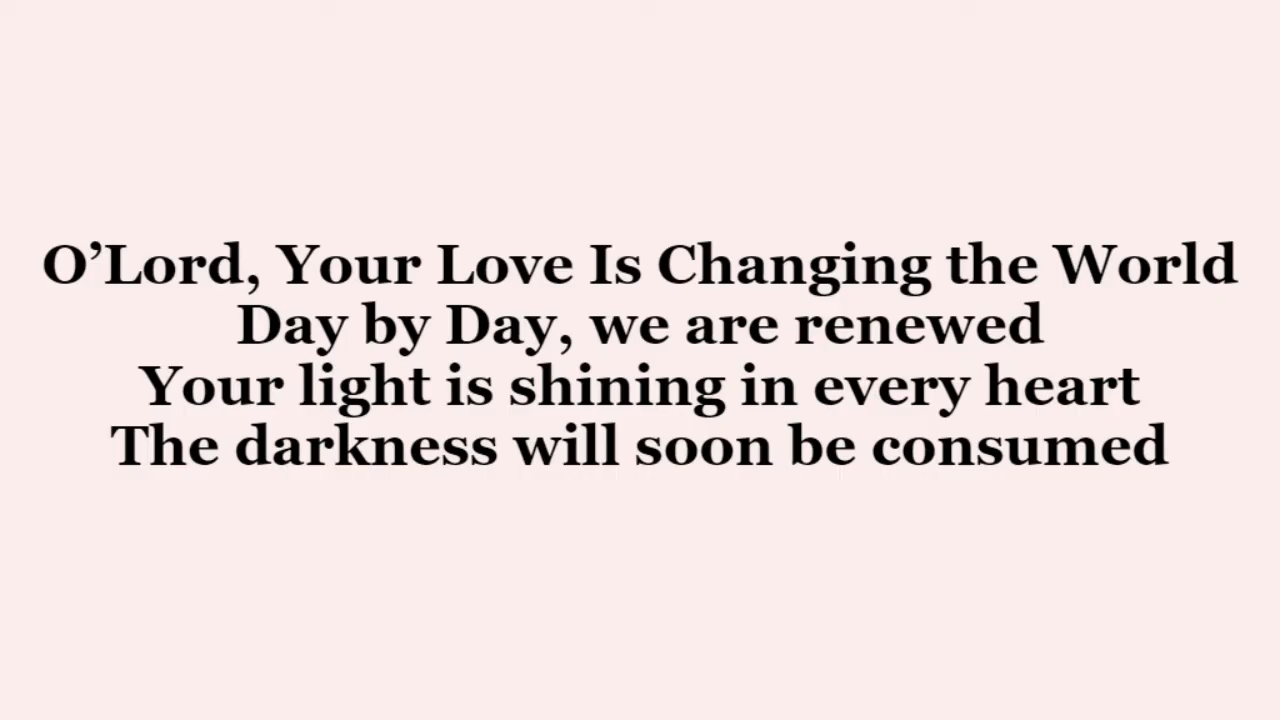 O’Lord, Your Love Is Changing the World
Day by Day, we are renewed
Your light is shining in every heart
The darkness will soon be consumed